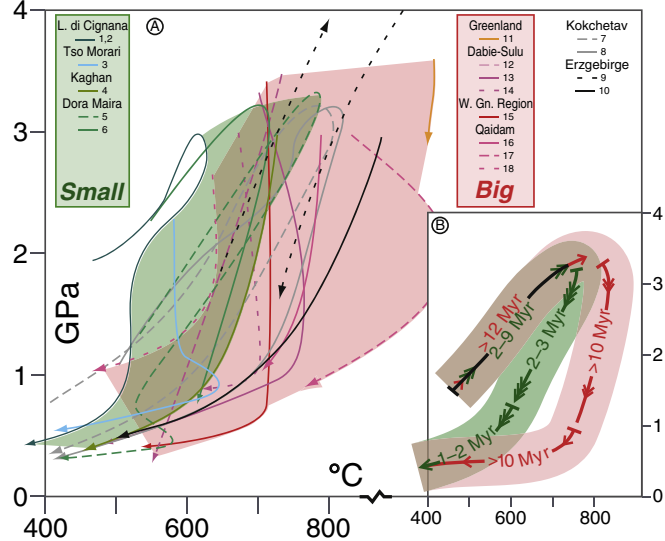 4
3
2
1
0
GPa
400
600
800
°C
A
L. di Cignana
1,2
Tso Morari
3
Kaghan
4
Dora Maira
5
6
Small
Greenland
11
Dabie-Sulu
12
13
14
W. Gn. Region
15
Qaidam
16
17
18
Big
Kokchetav
7
8
Erzgebirge
9
10
B
>12 Myr
2–9 Myr
2–3 Myr
>10 Myr
1–2 Myr
>10 Myr
4
3
2
1
0
400
600
800